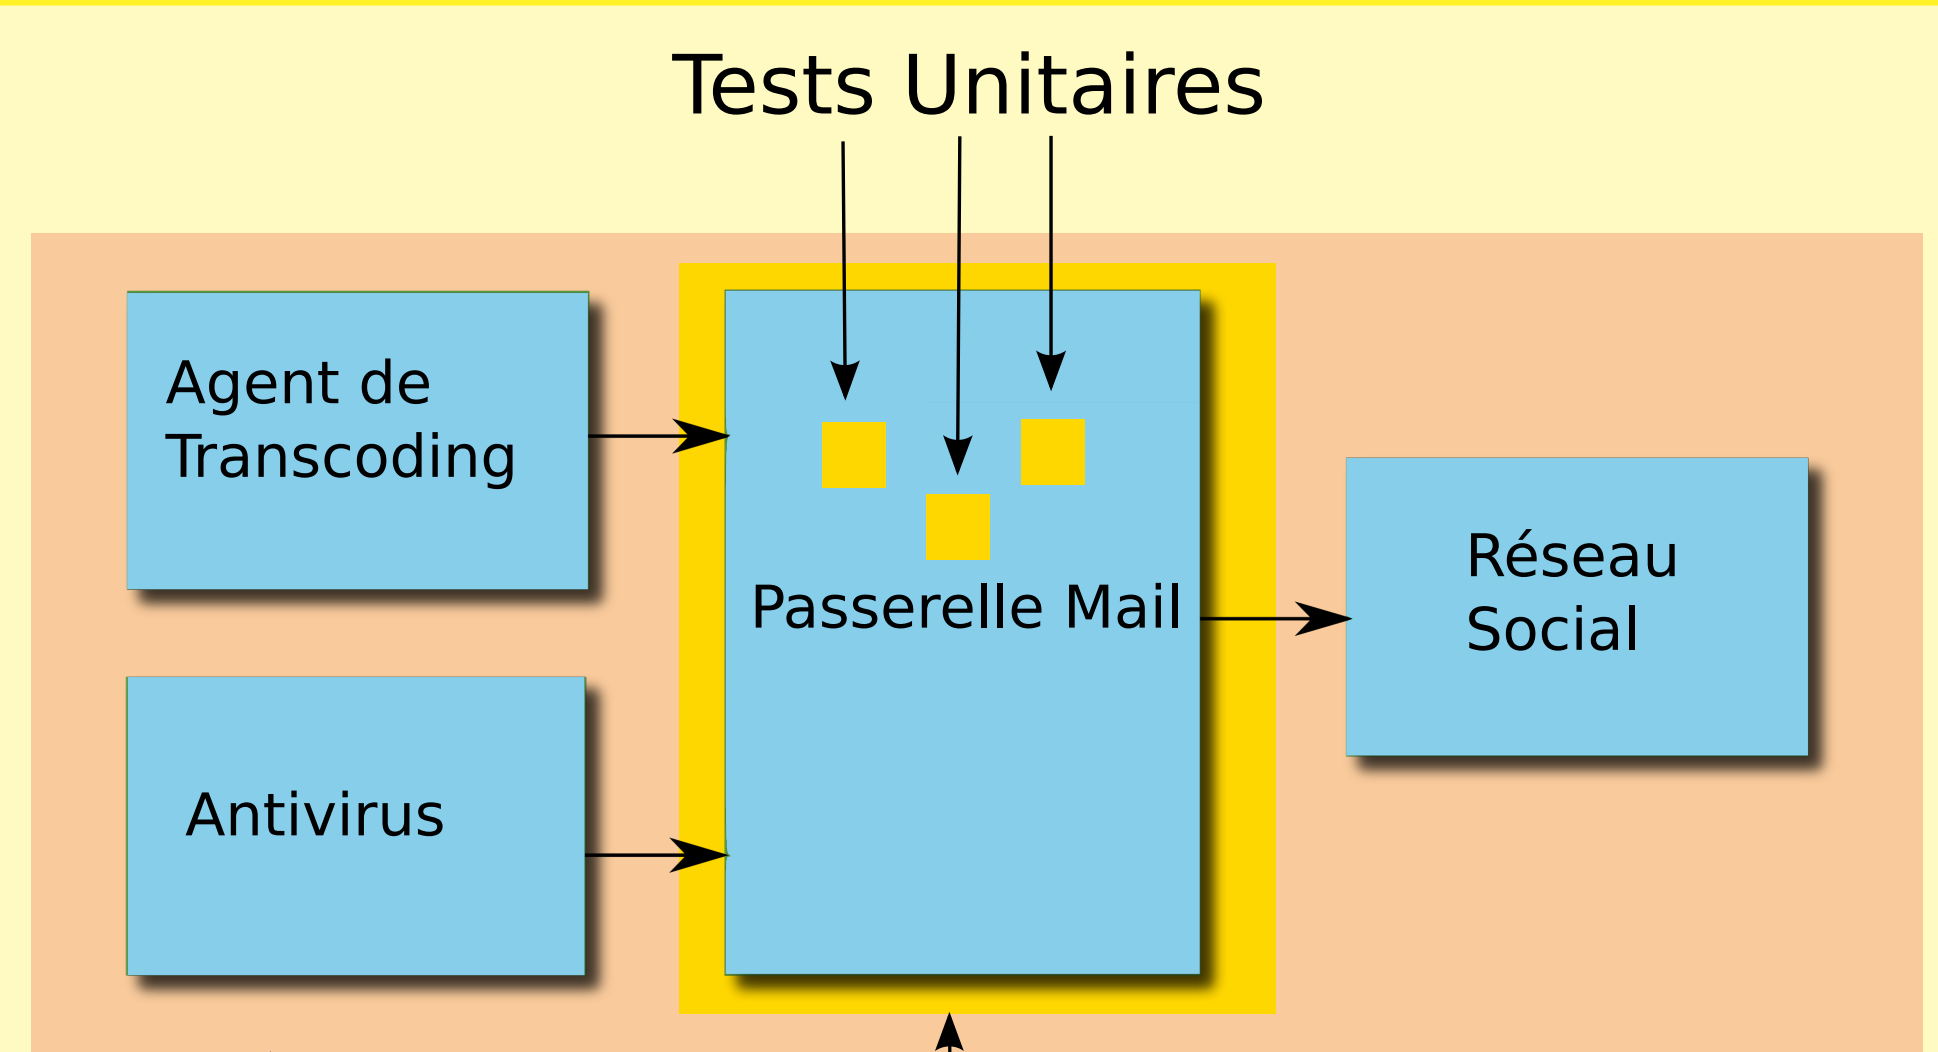 Tests Unitaires
Agent de
Transcoding
Passerelle Mail
Réseau
Social
Antivirus